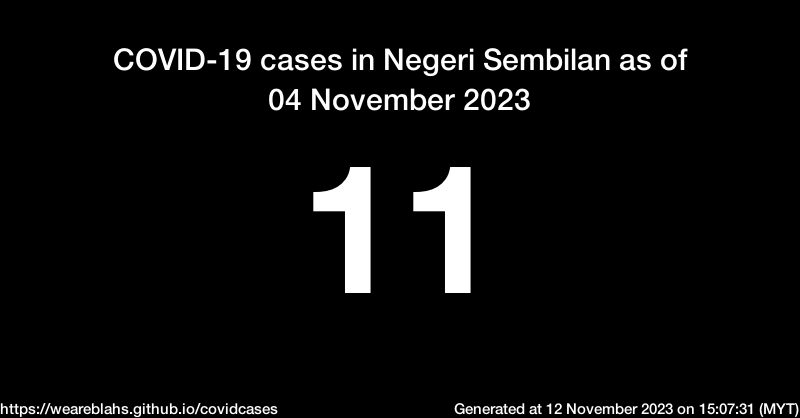 COVID-19 cases in Negeri Sembilan as of
04 November 2023
11
https://weareblahs.github.io/covidcases
Generated at 12 November 2023 on 15:07:31 (MYT)